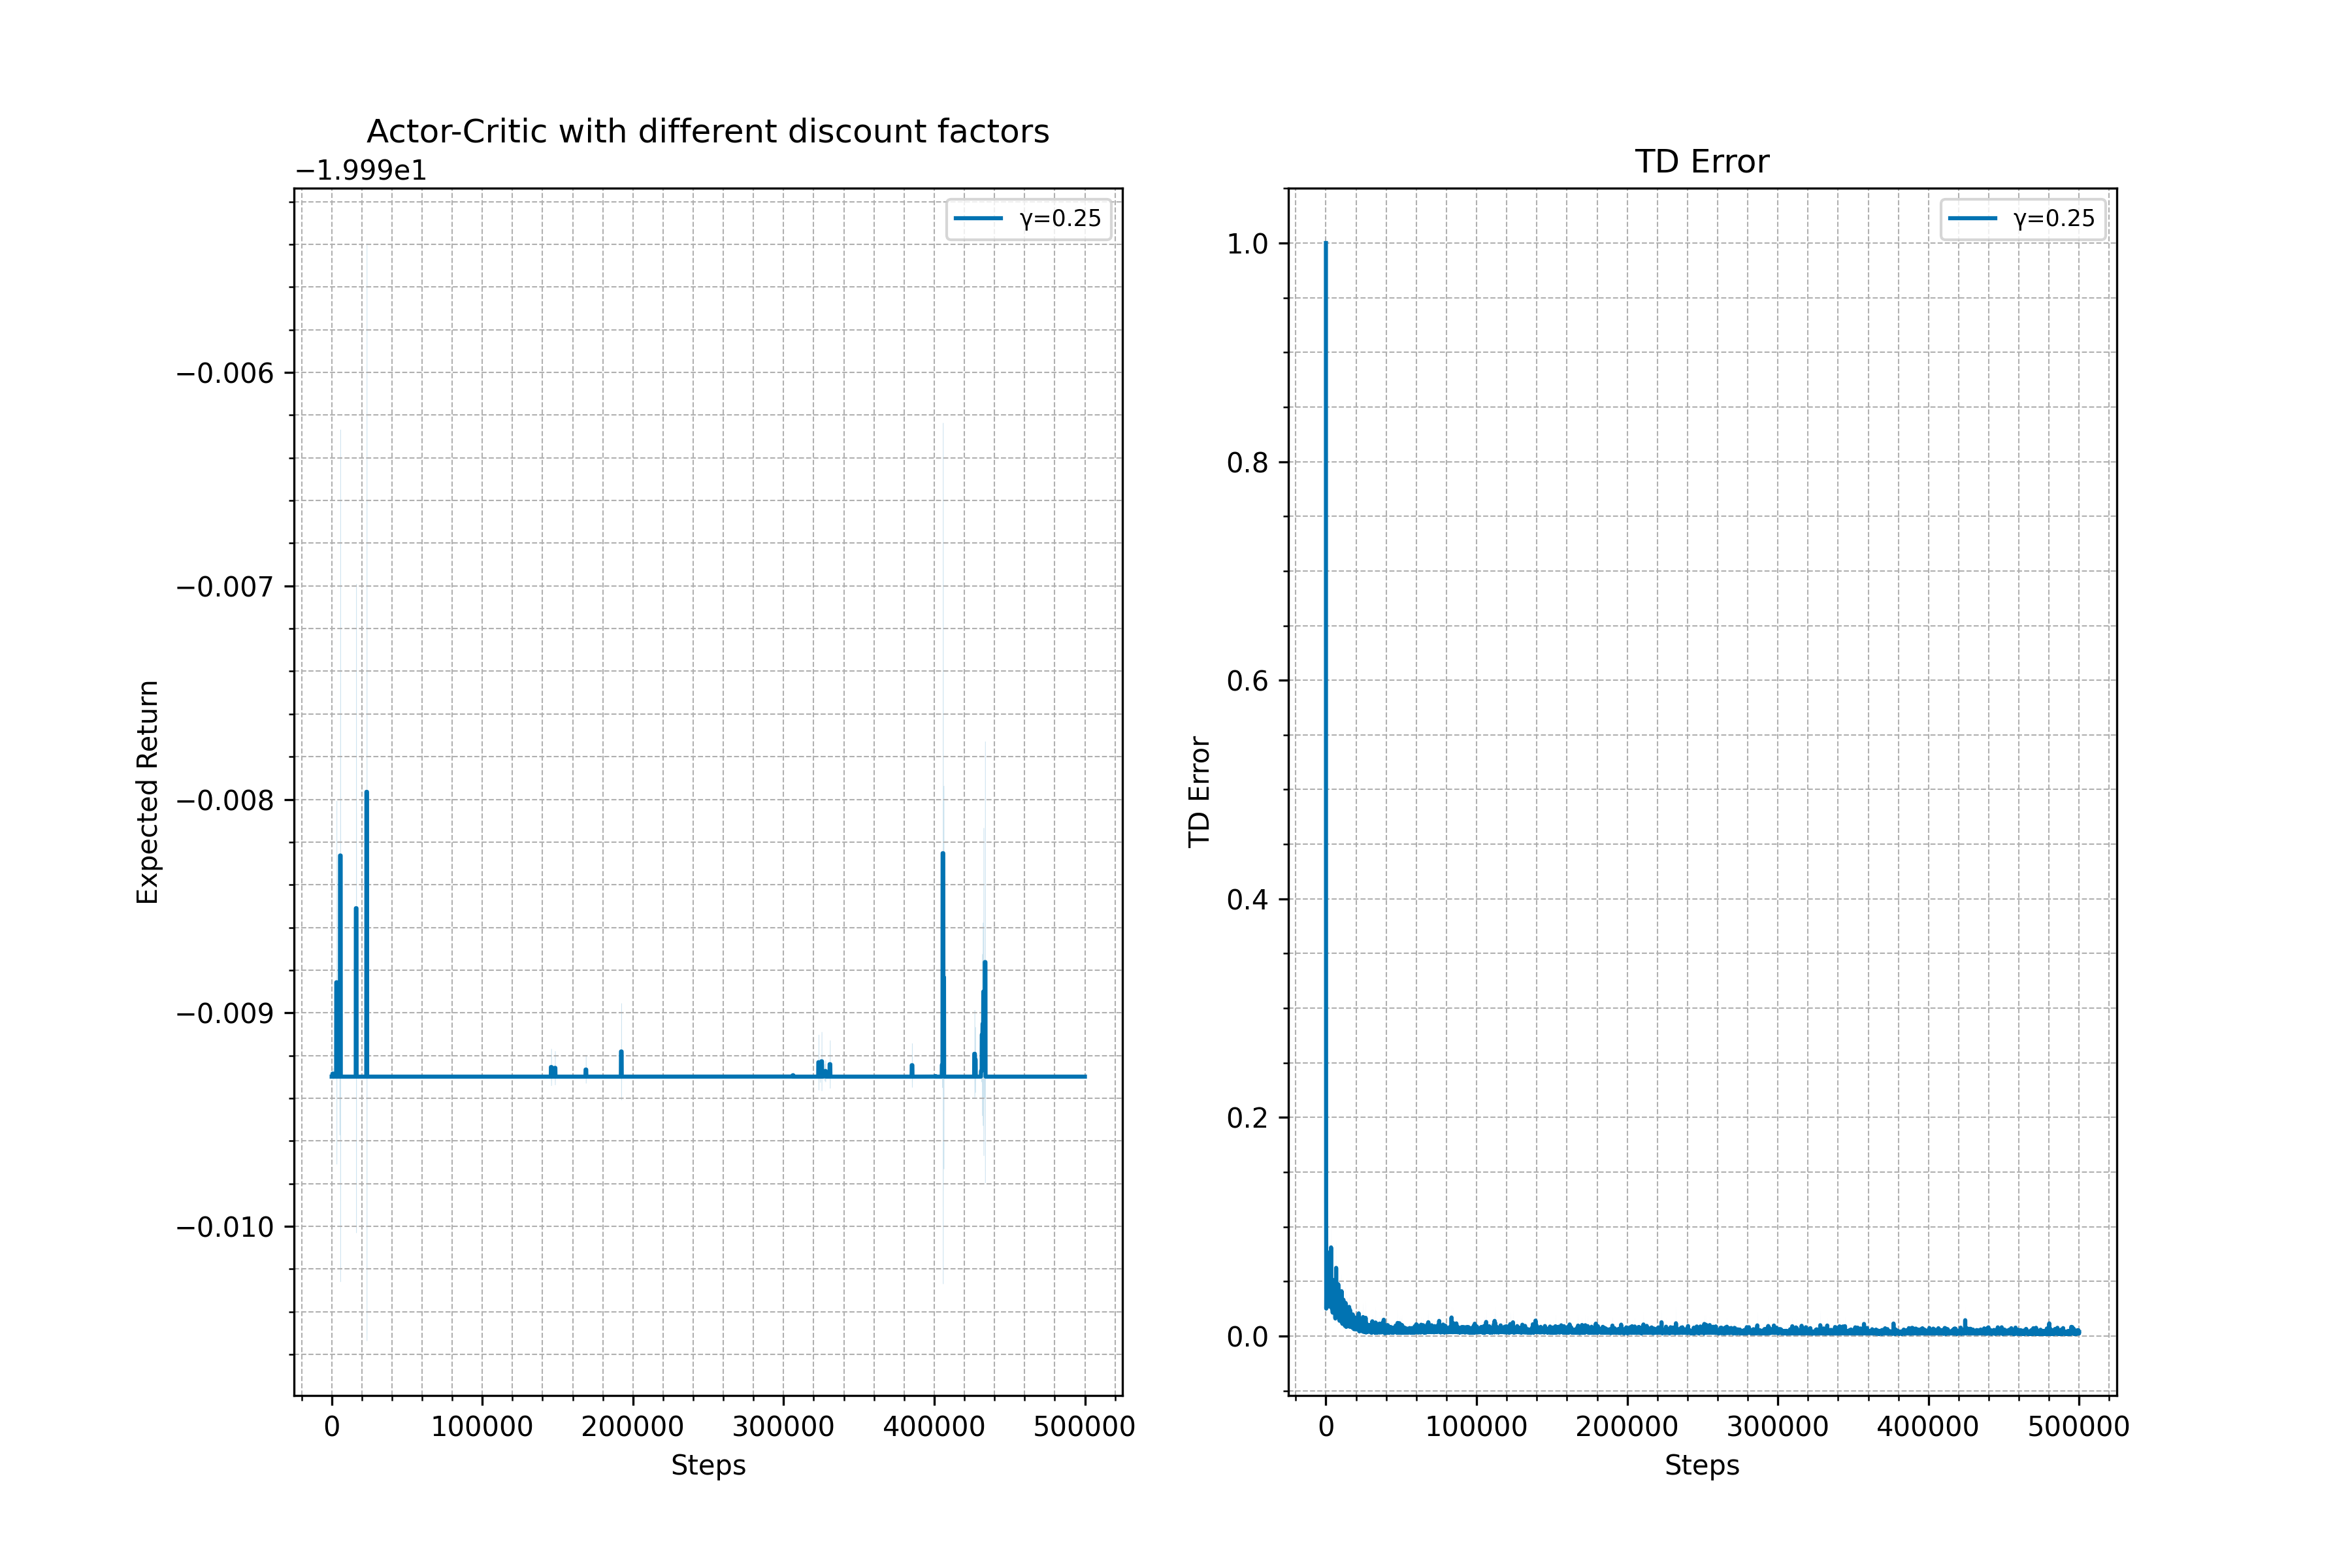 Actor-Critic with different discount factors
−1.999e1
γ=0.25
−0.006
−0.007
−0.008
−0.009
−0.010
Expected Return
0 100000 200000 300000 400000 500000
Steps
TD Error
γ=0.25
1.0
0.8
0.6
0.4
0.2
0.0
TD Error
0 100000 200000 300000 400000 500000
Steps